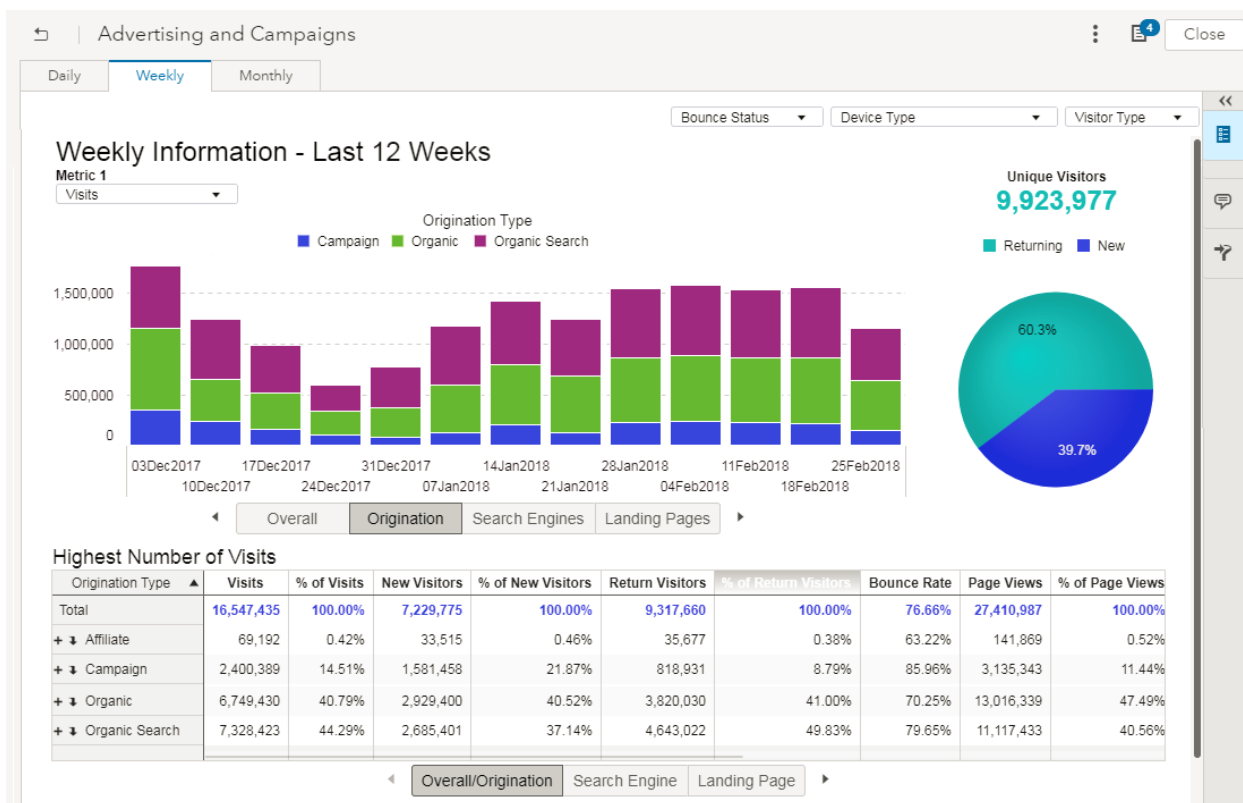 Advertising and Campaigns
4
Close
Daily
Weekly
Monthly
Bounce Status
Device Type
Visitor Type
Weekly Information - Last 12 Weeks
Metric 1
Visits
Origination Type
Campaign Organic Organic Search
1,500,000
1,000,000
500,000
0
03Dec2017 17Dec2017 31Dec2017 14Jan2018 28Jan2018 11Feb2018 25Feb2018
10Dec2017 24Dec2017 07Jan2018 21Jan2018 04Feb2018 18Feb2018
Unique Visitors
9,923,977
Returning New
60.3%
39.7%
Overall Origination Search Engines Landing Pages
Highest Number of Visits
Origination Type Visits % of Visits New Visitors % of New Visitors Return Visitors % of Return Visitors Bounce Rate Page Views % of Page Views
Total 16,547,435 100.00% 7,229,775 100.00% 9,317,660 100.00% 76.66% 27,410,987 100.00%
+ Affiliate 69,192 0.42% 33,515 0.46% 35,677 0.38% 63.22% 141,869 0.52%
+ Campaign 2,400,389 14.51% 1,581,458 21.87% 818,931 8.79% 85.96% 3,135,343 11.44%
+ Organic 6,749,430 40.79% 2,929,400 40.52% 3,820,030 41.00% 70.25% 13,016,339 47.49%
+ Organic Search 7,328,423 44.29% 2,685,401 37.14% 4,643,022 49.83% 79.65% 11,117,433 40.56%
Overall/Origination Search Engine Landing Page